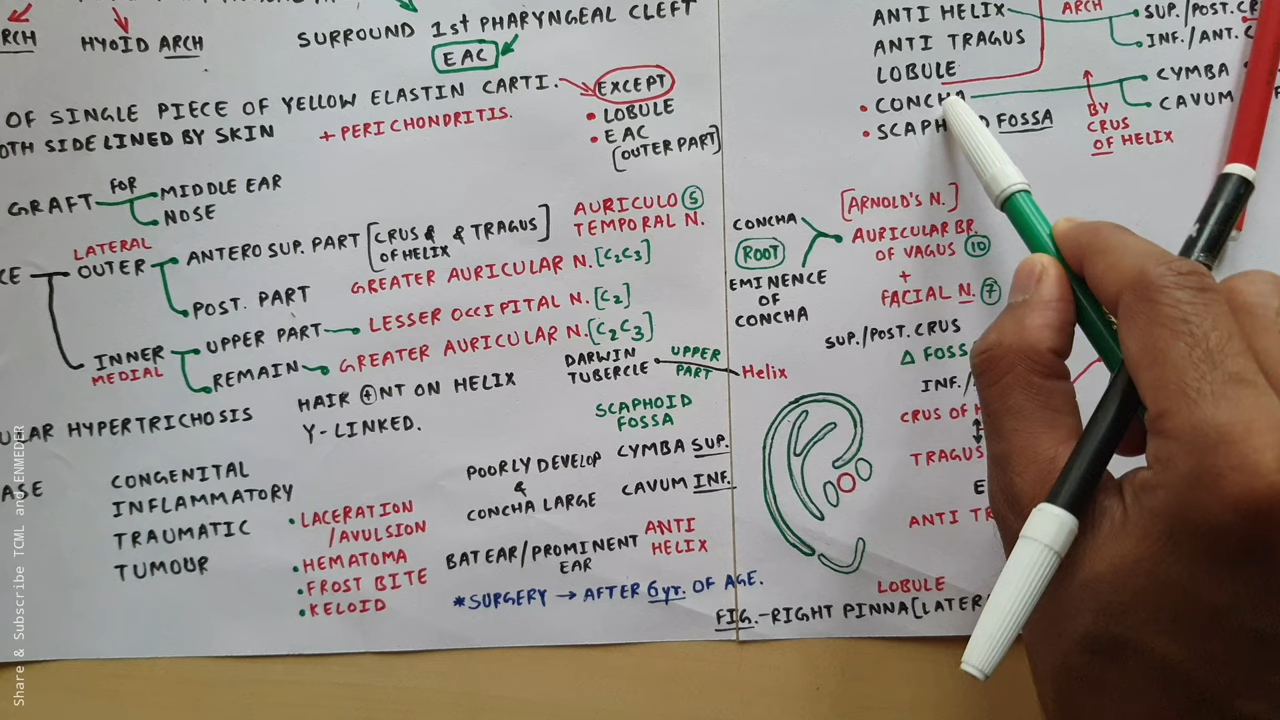 RCH
HYOID ARCH
SURROUND 1st PHARYNGEAL CLEFT
EAC
OF SINGLE PIECE OF YELLOW ELASTIN CARTI.
EXCEPT
• LOBULE
• EAC
[OUTER PART]
OTH SIDE LINED BY SKIN
+ PERICHONDRITIS.
GRAFT FOR MIDDLE EAR
NOSE
CE
LATERAL
OUTER
ANTERO SUP. PART [CRUS & & TRAGUS]
OF HELIX
AURICULO 5
TEMPORAL N.
POST. PART
GREATER AURICULAR N. [C2C3]
INNER
MEDIAL
UPPER PART
LESSER OCCIPITAL N. [C2]
REMAIN
GREATER AURICULAR N. [C2C3]
ULAR HYPERTRICHOSIS
HAIR +NT ON HELIX
Y-LINKED.
ASE
CONGENITAL
INFLAMMATORY
TRAUMATIC
TUMOUR
• LACERATION
/AVULSION
• HEMATOMA
• FROST BITE
• KELOID
DARWIN
TUBERCLE
UPPER
PART
Helix
SCAPHOID
FOSSA
POORLY DEVELOP
&
CONCHA LARGE
CYMBA SUP.
CAVUM INF.
BAT EAR/PROMINENT
EAR
ANTI
HELIX
*SURGERY → AFTER 6yr. OF AGE.
ANTI HELIX
ARCH
SUP./POST.
INF./ANT.
ANTI TRAGUS
LOBULE
• CONCHA
CYMBA
CAVUM
BY
CRUS
OF HELIX
• SCAPHOID FOSSA
CONCHA
ROOT
EMINENCE
OF
CONCHA
[ARNOLD'S N.]
AURICULAR BR.
OF VAGUS 10
+
FACIAL N. 7
SUP./POST. CRUS
Δ FOSS
INF./
CRUS OF H
TRAGUS
E
ANTI TR
LOBULE
FIG.-RIGHT PINNA [LATER
Share & Subscribe TCML and ENMEDER